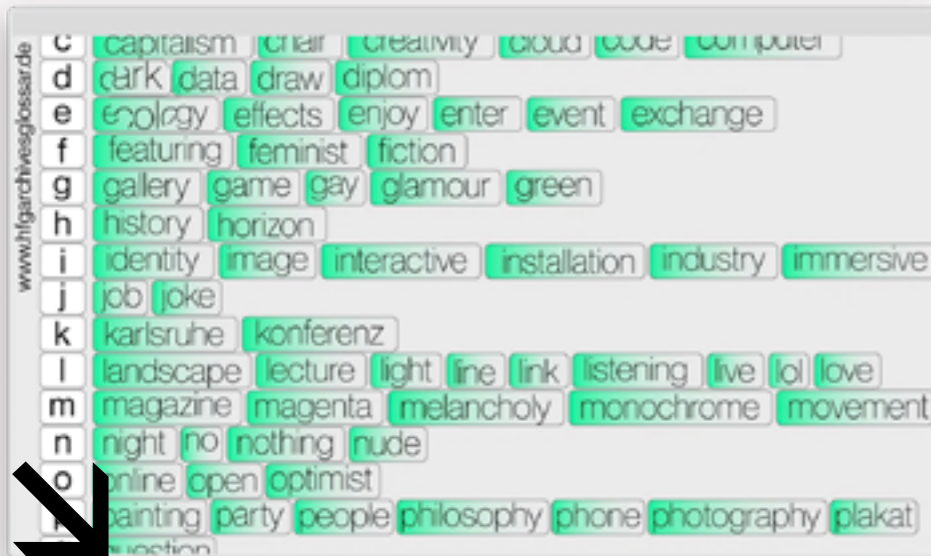 www.hfgarchivesglossar.de
c capitalism chair creativity cloud code computer
d dark data draw diplom
e ecology effects enjoy enter event exchange
f featuring feminist fiction
g gallery game gay glamour green
h history horizon
i identity image interactive installation industry immersive
j job joke
k karlsruhe konferenz
l landscape lecture light line link listening live lol love
m magazine magenta melancholy monochrome movement
n night no nothing nude
o online open optimist
p painting party people philosophy phone photography plakat
question